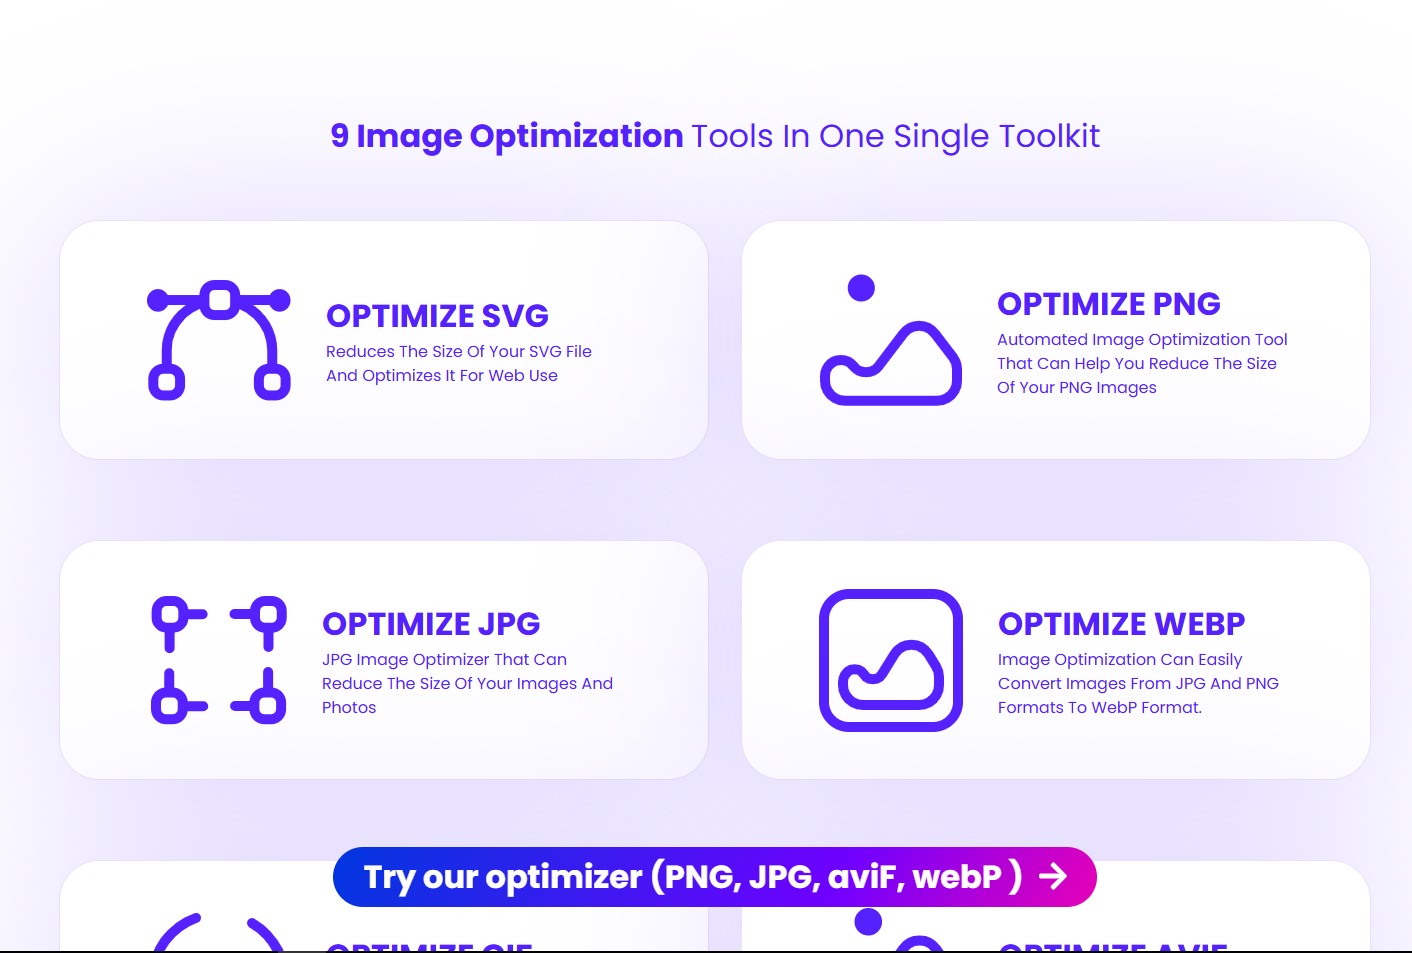 9 Image Optimization Tools In One Single Toolkit
OPTIMIZE SVG
Reduces The Size Of Your SVG File
And Optimizes It For Web Use
OPTIMIZE PNG
Automated Image Optimization Tool
That Can Help You Reduce The Size
Of Your PNG Images
OPTIMIZE JPG
JPG Image Optimizer That Can
Reduce The Size Of Your Images And
Photos
OPTIMIZE WEBP
Image Optimization Can Easily
Convert Images From JPG And PNG
Formats To WebP Format.
Try our optimizer (PNG, JPG, aviF, webP )
OPTIMIZE GIF
OPTIMIZE AVIF